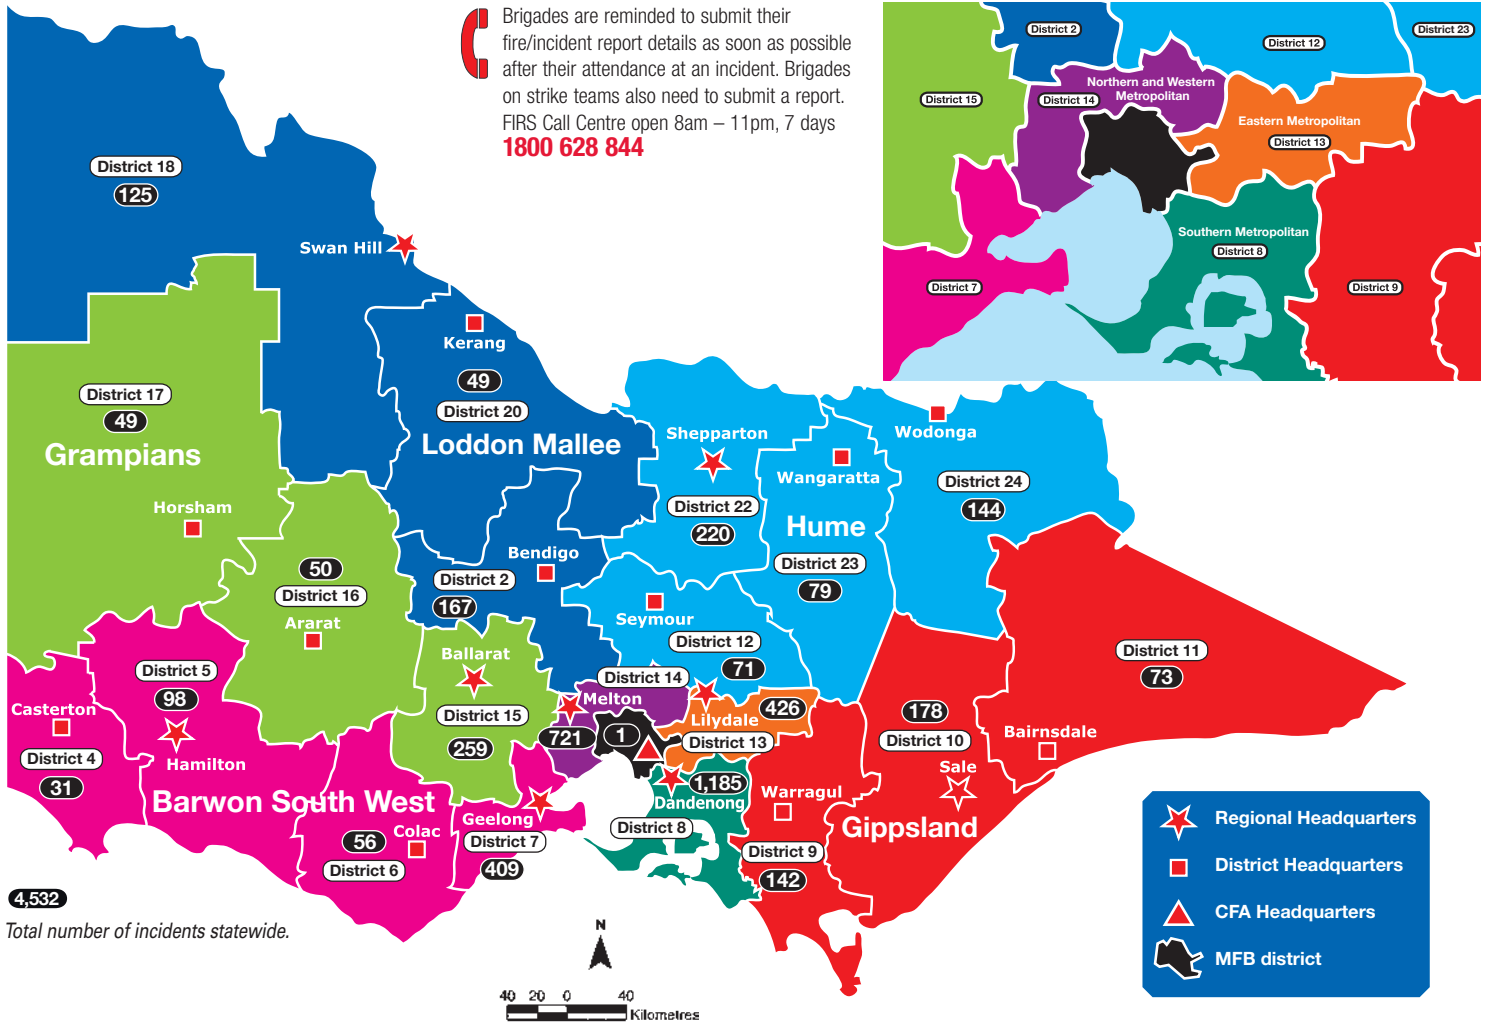 Brigades are reminded to submit their
fire/incident report details as soon as possible
after their attendance at an incident. Brigades
on strike teams also need to submit a report.
FIRS Call Centre open 8am – 11pm, 7 days
1800 628 844
District 2
District 12
District 23
Northern and Western
Metropolitan
District 15
District 14
Eastern Metropolitan
District 13
Southern Metropolitan
District 8
District 7
District 9
District 18
125
Swan Hill
Kerang
49
District 20
Loddon Mallee
District 17
49
Grampians
Horsham
Shepparton
District 22
220
Wangaratta
Hume
District 23
79
Wodonga
District 24
144
50
District 16
Ararat
Bendigo
District 2
167
Seymour
District 12
71
District 11
73
Bairnsdale
District 5
98
Hamilton
Casterton
District 4
31
Ballarat
District 15
259
District 14
Melton
721
1
Lilydale
426
District 13
178
District 10
Sale
Barwon South West
56
Colac
District 6
Geelong
District 7
409
1,185
Dandenong
District 8
Warragul
Gippsland
District 9
142
4,532
Total number of incidents statewide.
N
40 20 0 40
Kilometres
Regional Headquarters
District Headquarters
CFA Headquarters
MFB district